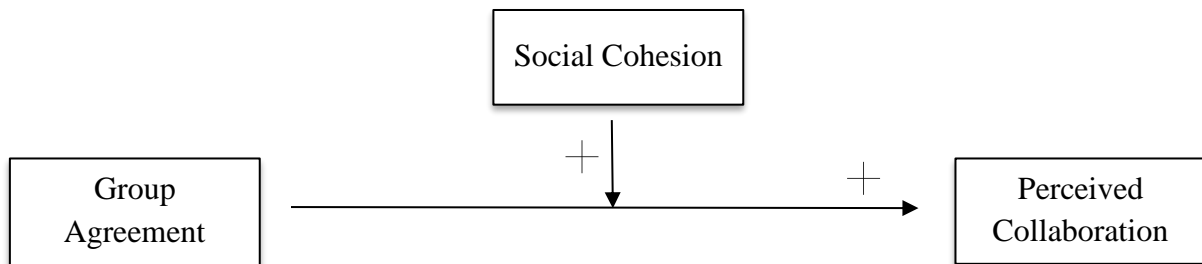 Social Cohesion
+
+
Group
Agreement
Perceived
Collaboration